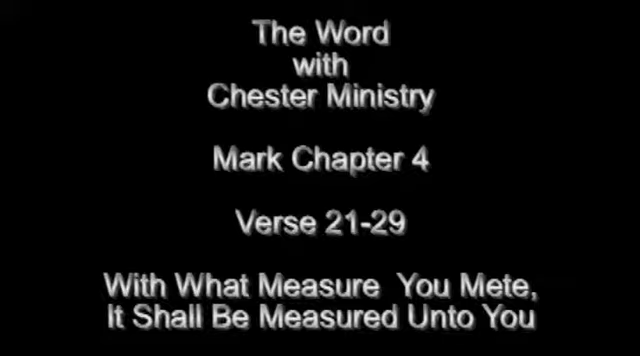 The Word
with
Chester Ministry
Mark Chapter 4
Verse 21-29
With What Measure  You Mete,
It Shall Be Measured Unto You